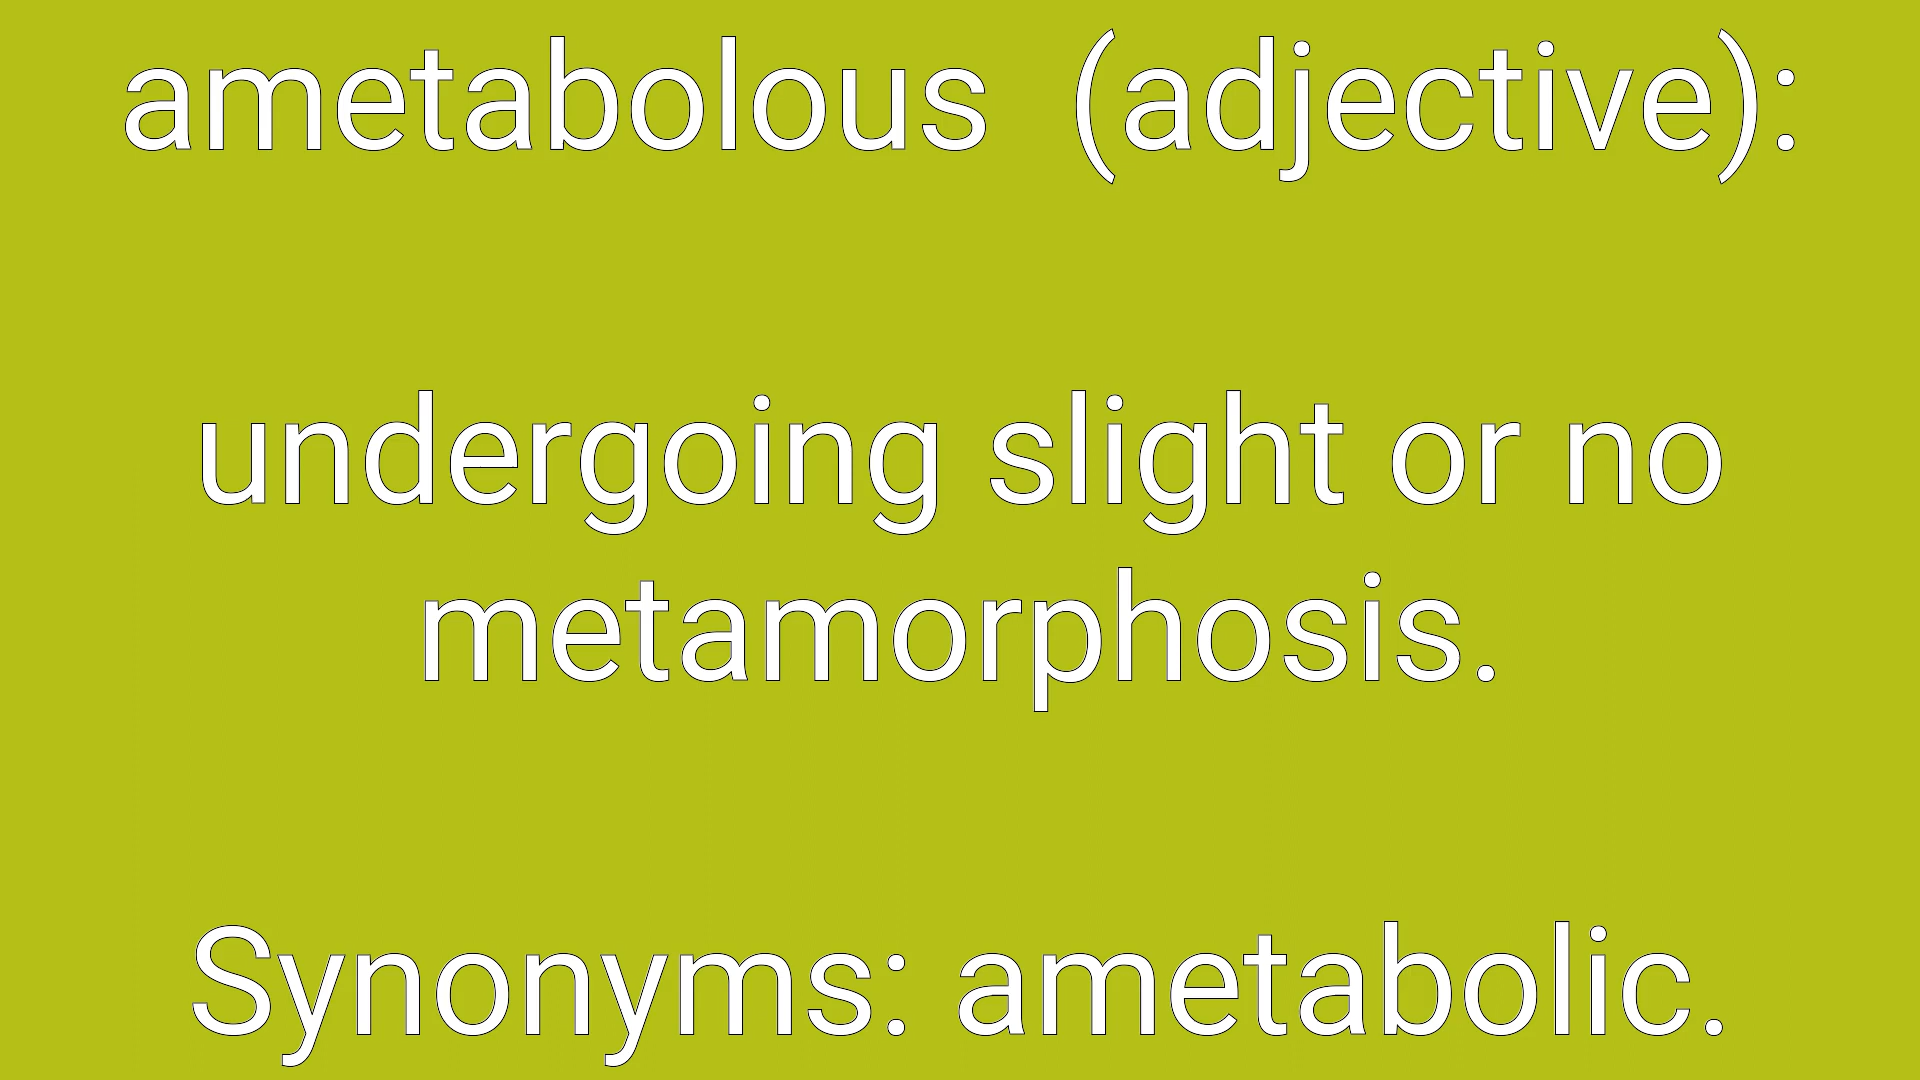 ametabolous  (adjective):
undergoing slight or no
metamorphosis.
Synonyms: ametabolic.